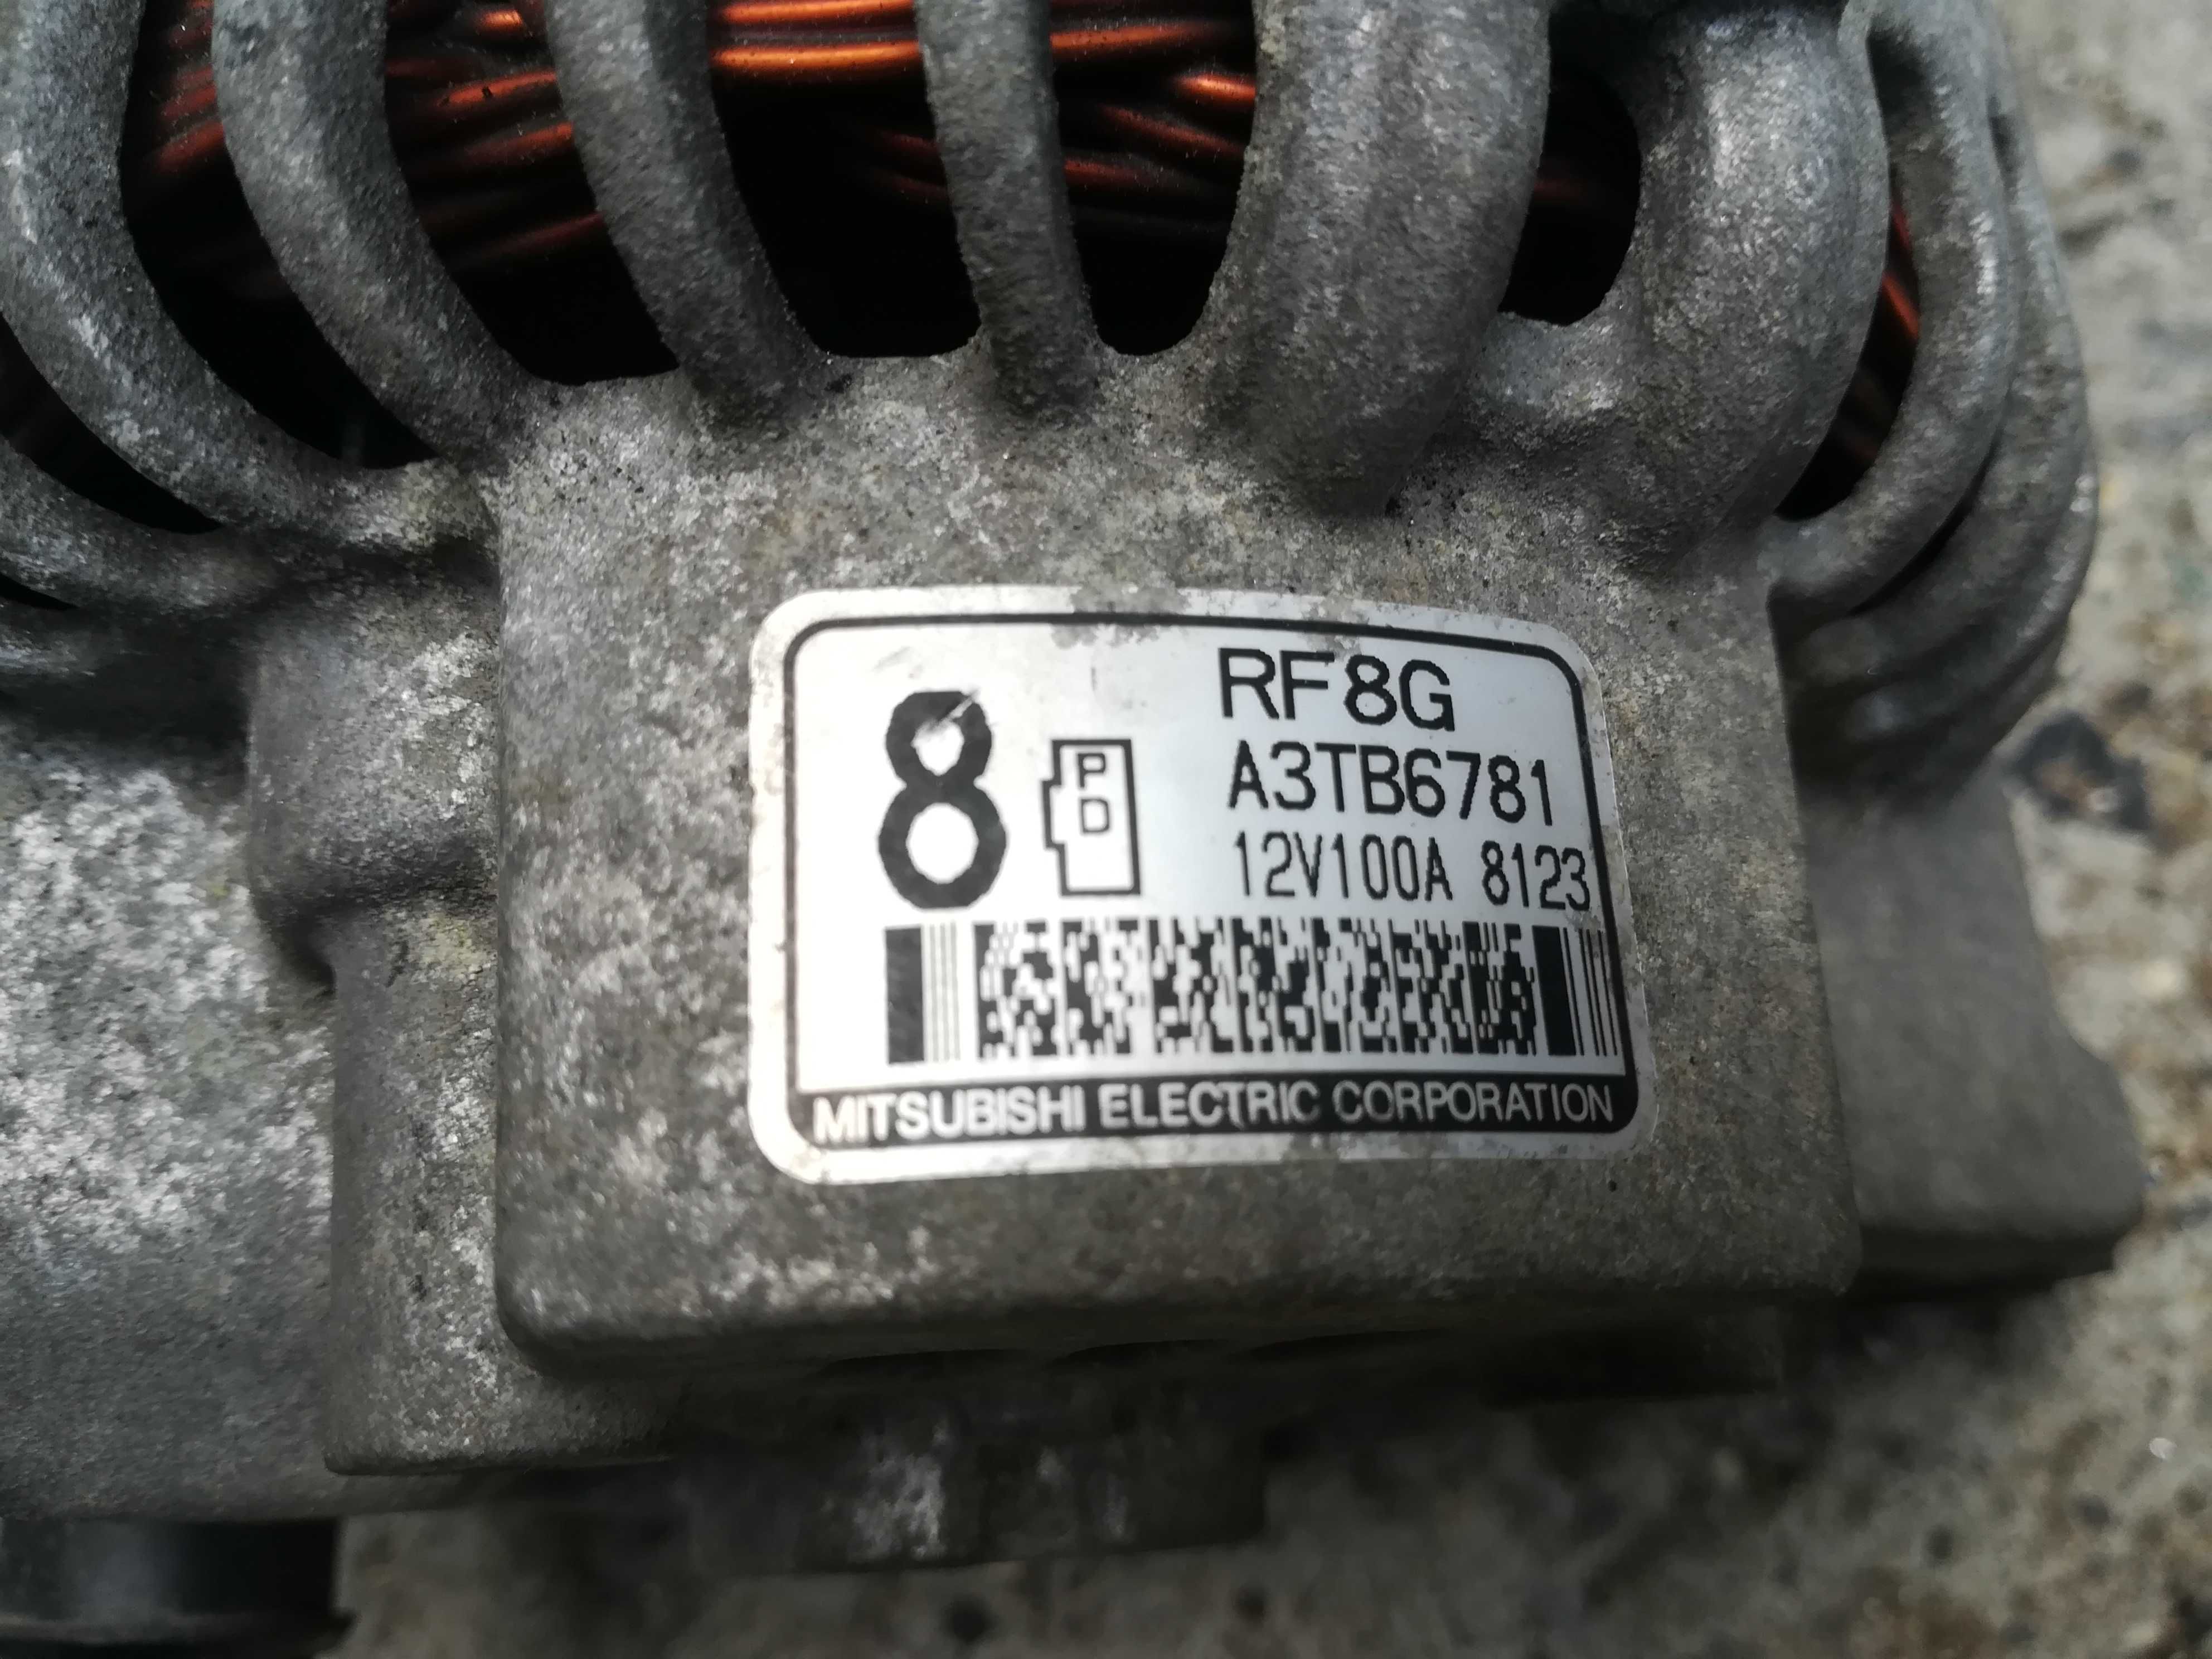 RF8G
8
P
D
A3TB6781
12V100A 8123
MITSUBISHI ELECTRIC CORPORATION